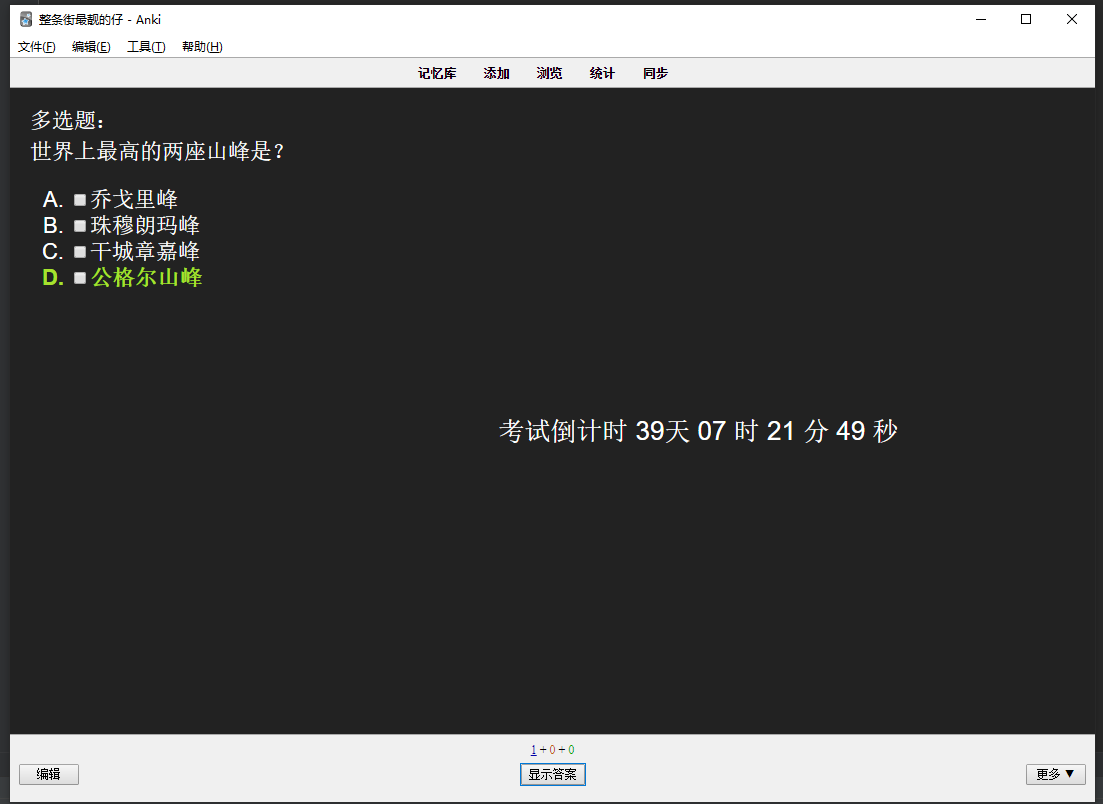 整条街最靓的仔 - Anki
文件(F) 编辑(E) 工具(T) 帮助(H)
记忆库 添加 浏览 统计 同步
多选题：
世界上最高的两座山峰是？
A. 乔戈里峰
B. 珠穆朗玛峰
C. 干城章嘉峰
D. 公格尔山峰
考试倒计时 39天 07 时 21 分 49 秒
1 + 0 + 0
编辑 显示答案 更多 ▼